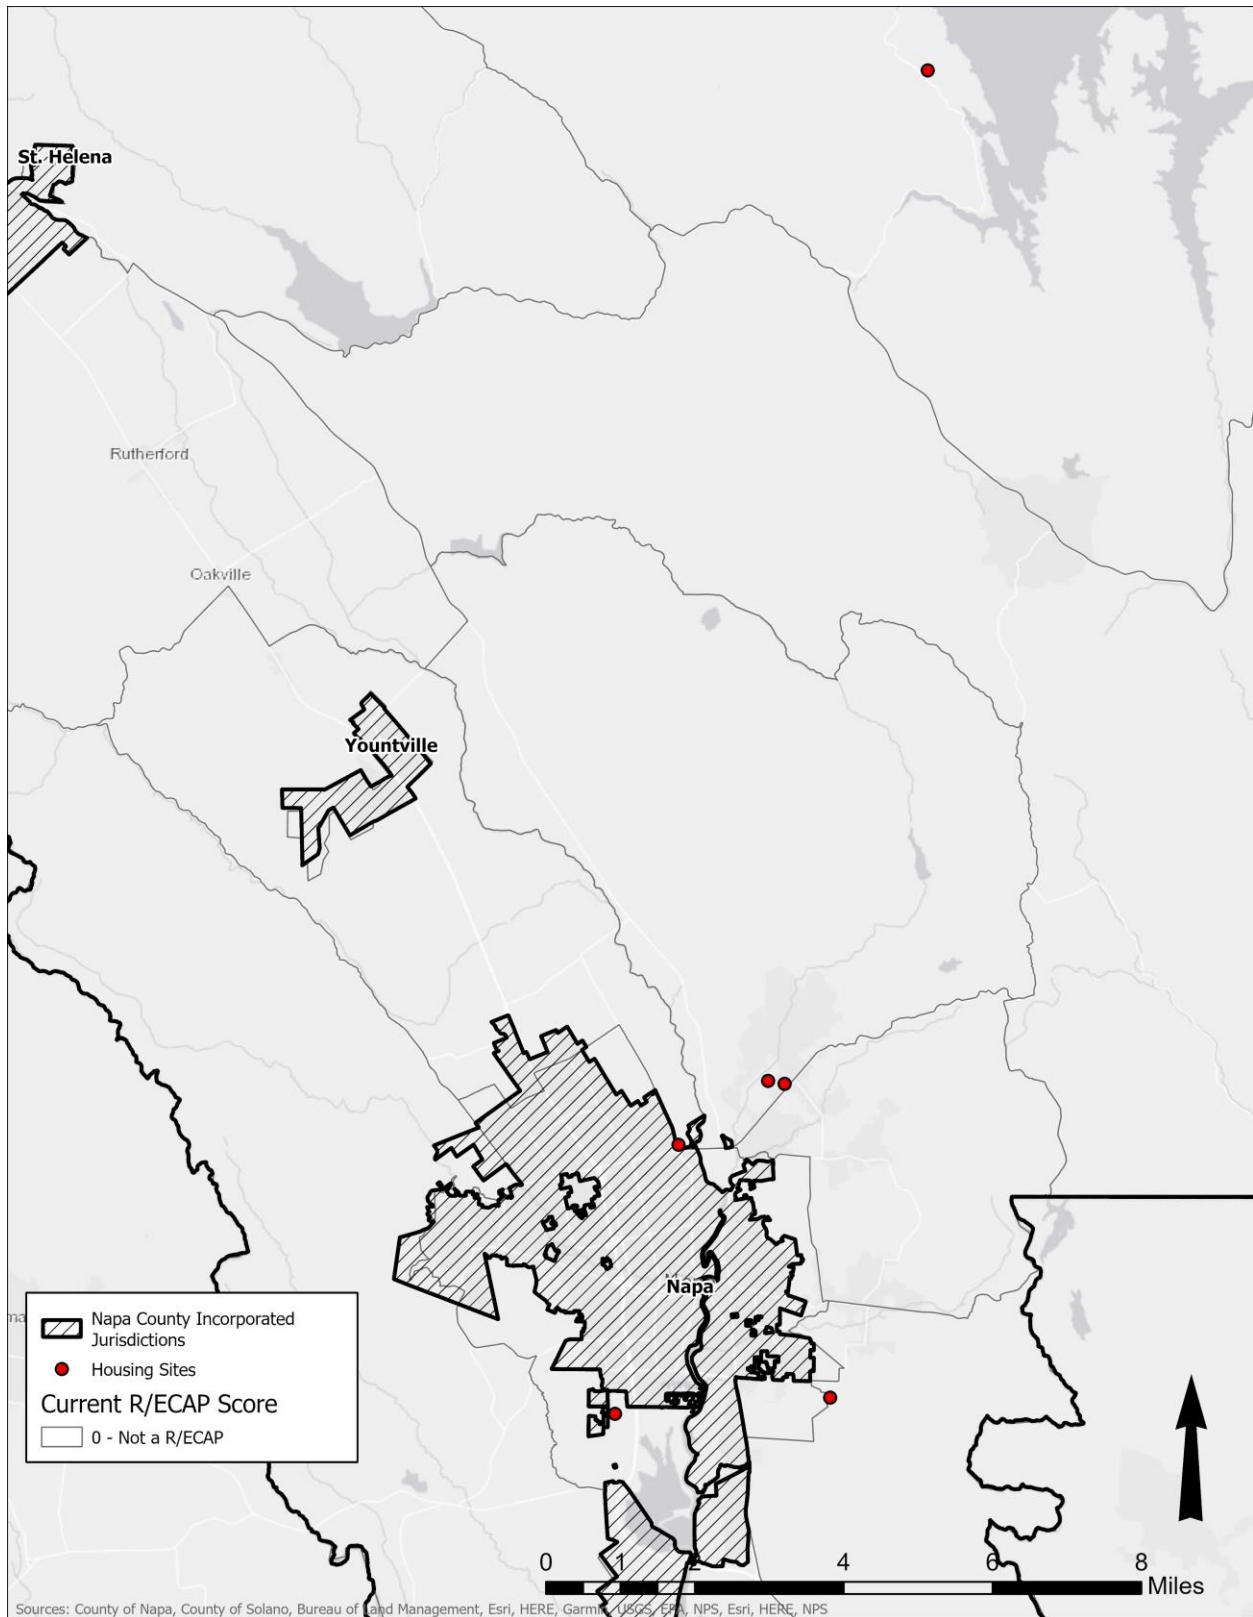 St. Helena
Rutherford
Oakville
Yountville
Napa
Napa County Incorporated
Jurisdictions
Housing Sites
Current R/ECAP Score
0 - Not a R/ECAP
0 1 2 4 6 8
Miles
Sources: County of Napa, County of Solano, Bureau of Land Management, Esri, HERE, Garmin, USGS, EPA, NPS, Esri, HERE, NPS